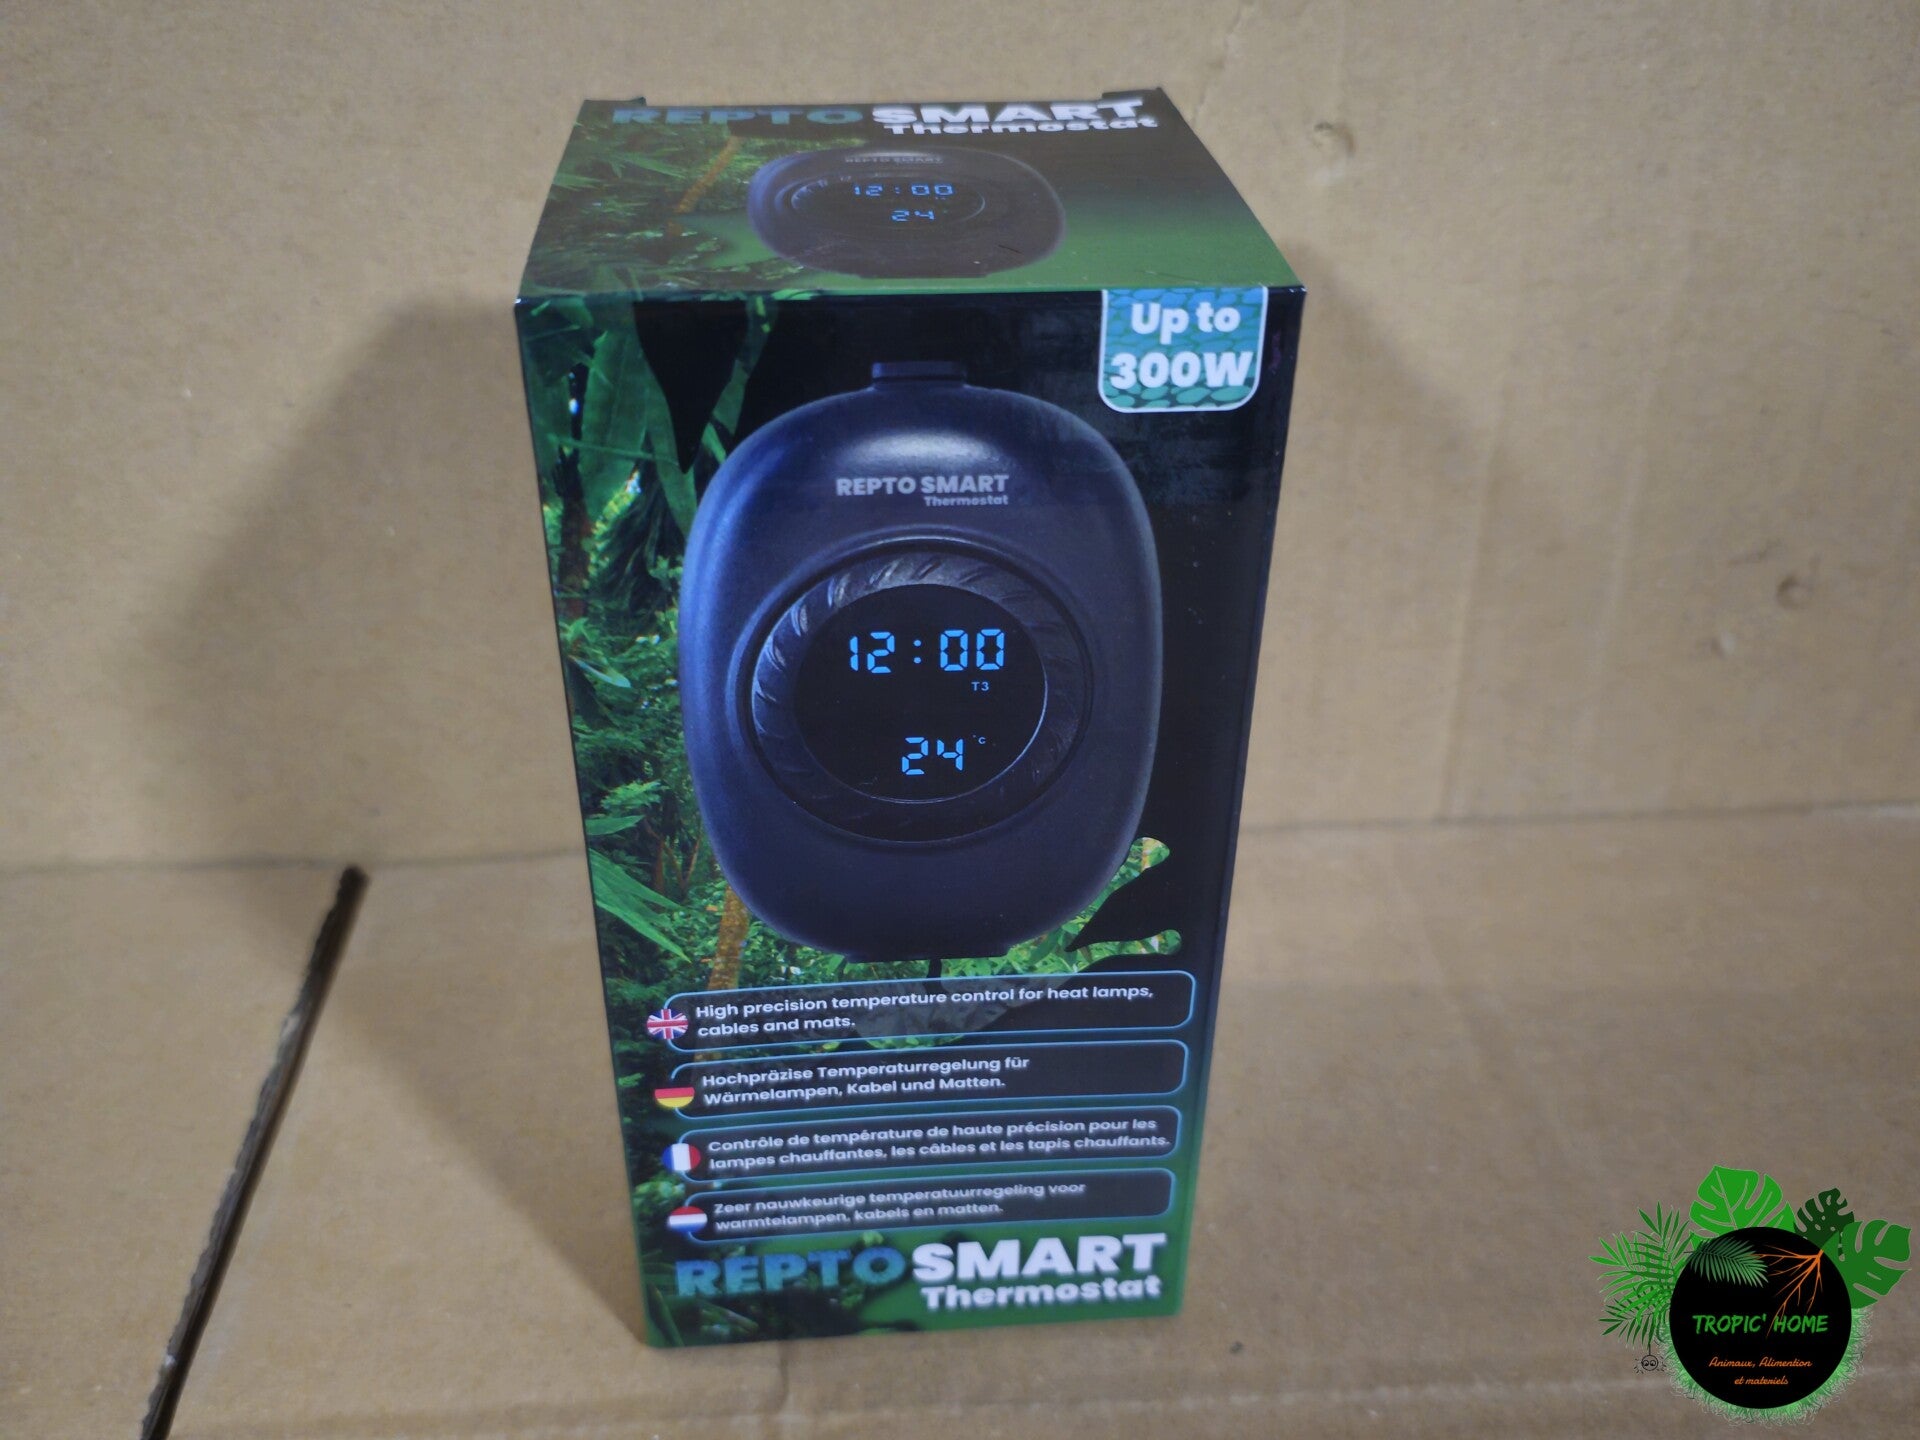 REPTO SMART
Thermostat
REPTO SMART
12:00
24
Up to
300W
REPTO SMART
Thermostat
12:00
T3
24 °C
High precision temperature control for heat lamps,
cables and mats.
Hochpräzise Temperaturregelung für
Wärmelampen, Kabel und Matten.
Contrôle de température de haute précision pour les
lampes chauffantes, les câbles et les tapis chauffants.
Zeer nauwkeurige temperatuurregeling voor
warmtelampen, kabels en matten.
REPTO SMART
Thermostat
TROPIC' HOME
Animaux, Alimention
et materiels